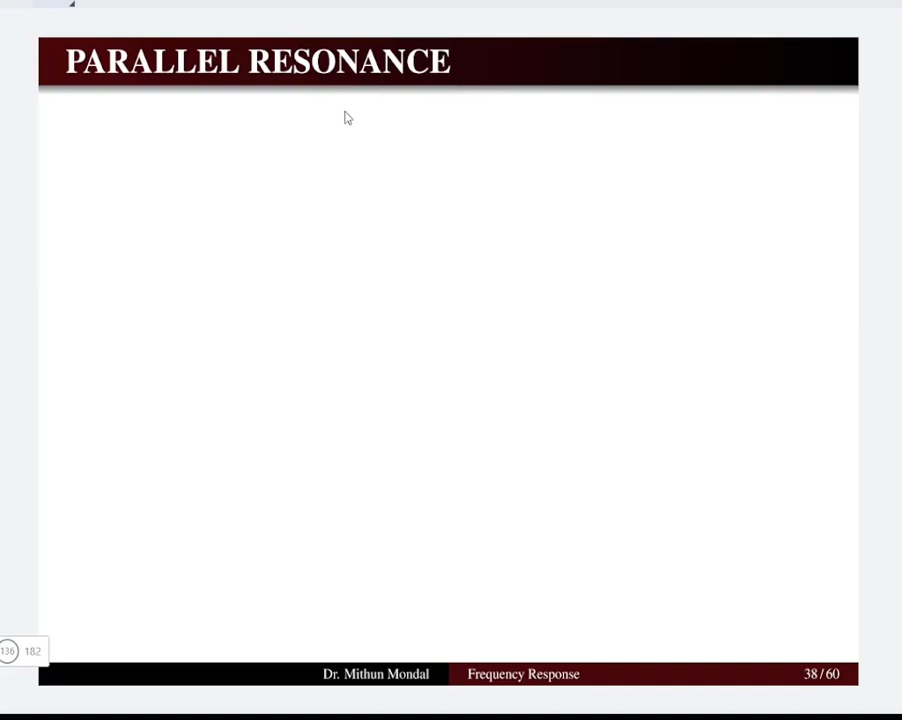 PARALLEL RESONANCE
136 182
Dr. Mithun Mondal Frequency Response 38/60